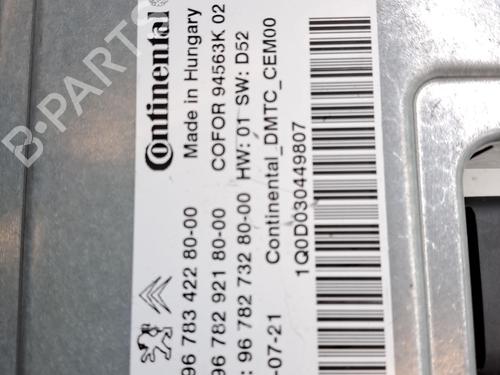 Continental
Made in Hungary
COFOR 94563K 02
96 783 422 80-00
96 782 921 80-00 HW: 01 SW: D52
: 96 782 732 80-00
Continental_DMTC_CEM00
-07-21
1Q0D030449807
B-PARTS